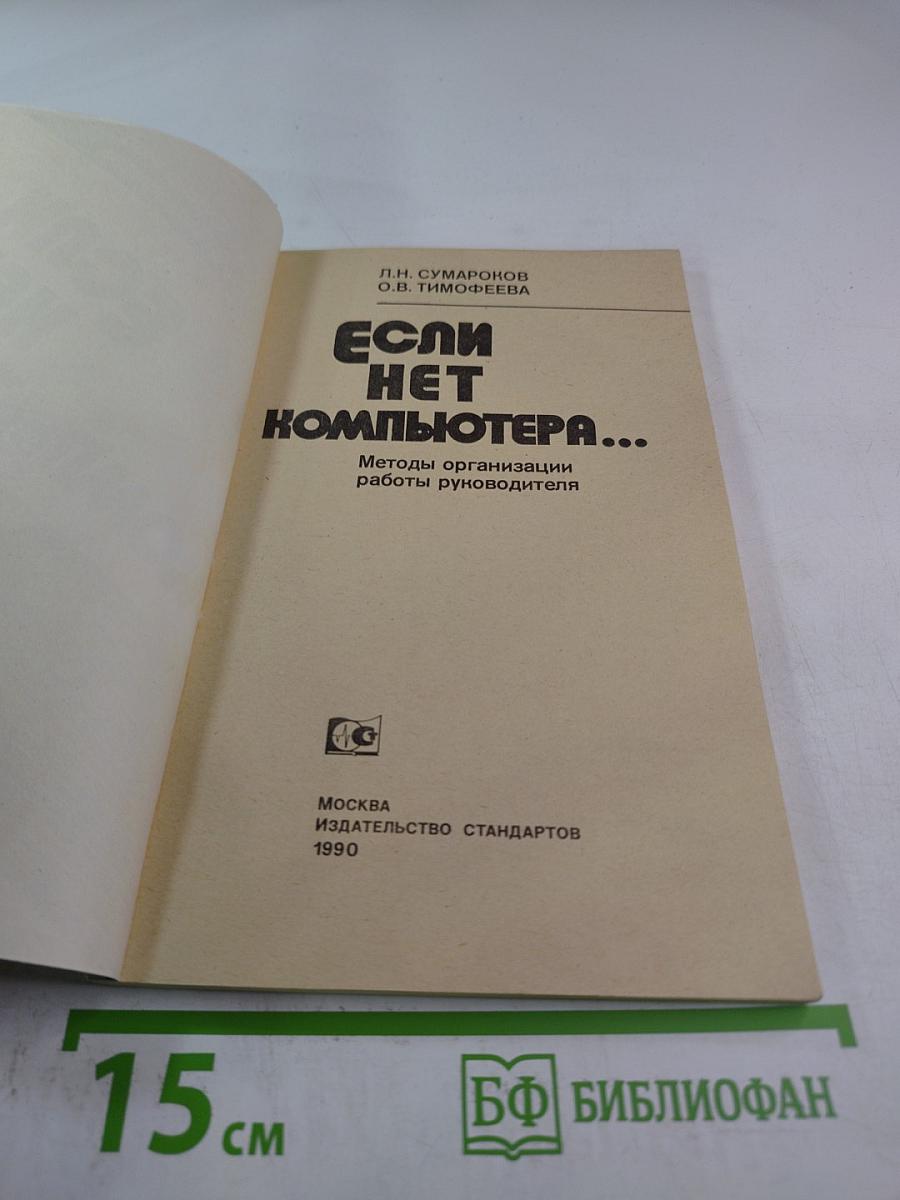 Л.Н. СУМАРОКОВ
О.В. ТИМОФЕЕВА
ЕСЛИ
НЕТ
КОМПЬЮТЕРА...
Методы организации
работы руководителя
МОСКВА
ИЗДАТЕЛЬСТВО СТАНДАРТОВ
1990
15 см
БФ БИБЛИОФАН